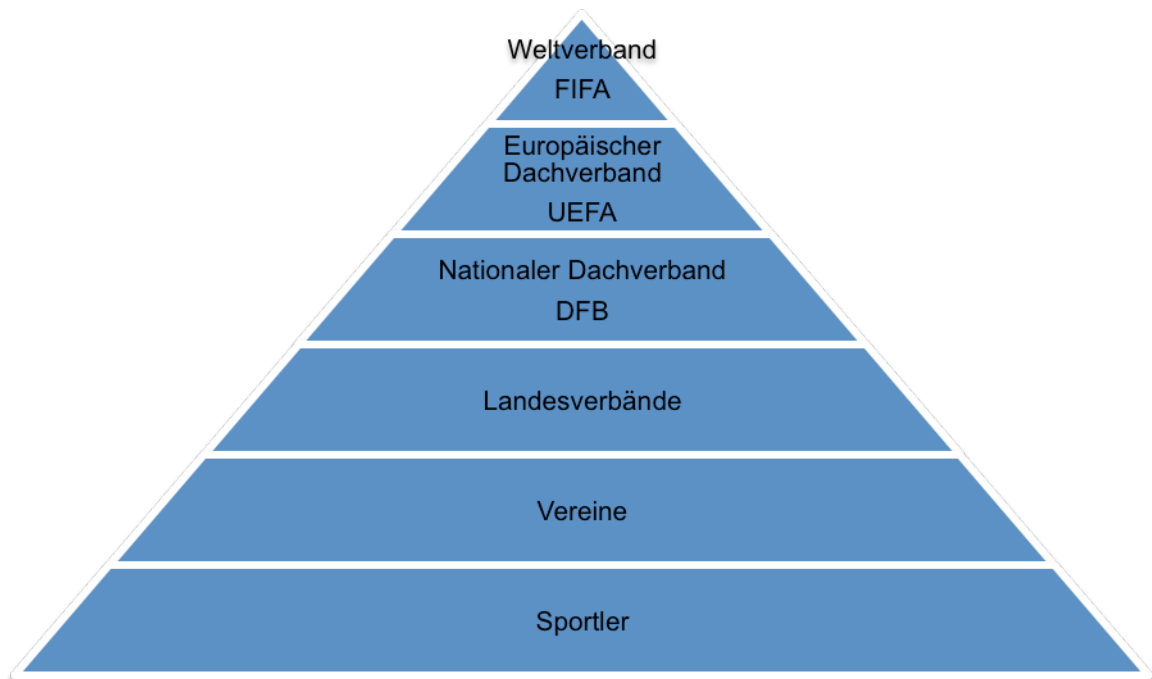 Weltverband
FIFA
Europäischer
Dachverband
UEFA
Nationaler Dachverband
DFB
Landesverbände
Vereine
Sportler